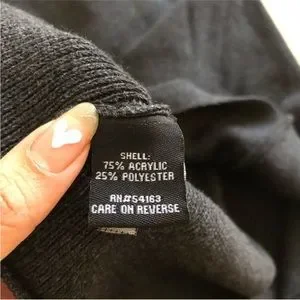 SHELL:
75% ACRYLIC
25% POLYESTER
RN#54163
CARE ON REVERSE